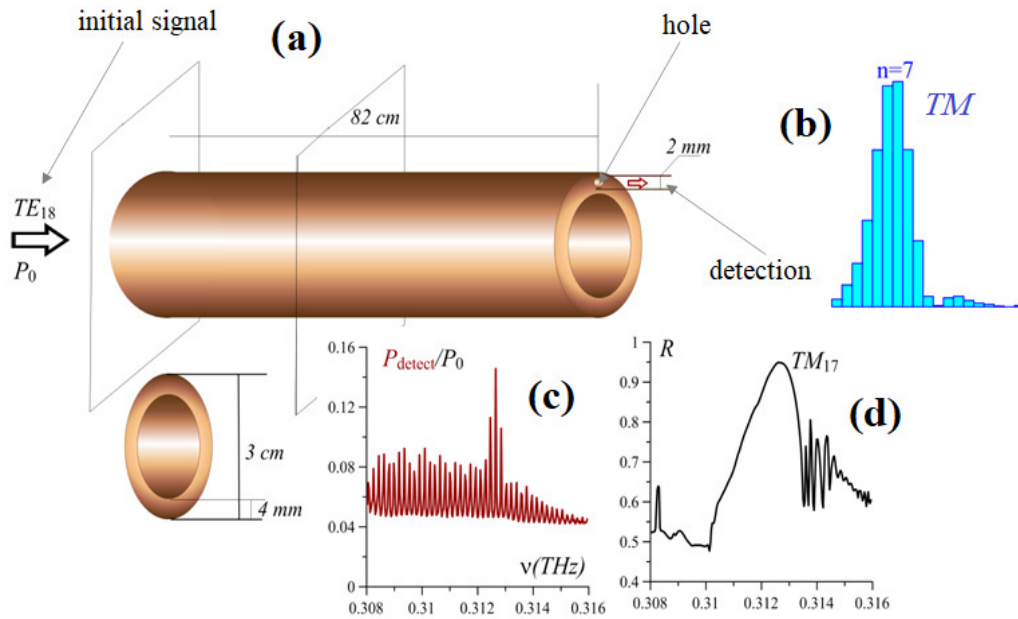 initial signal
(a)
hole
82 cm
2 mm
TE18
P0
detection
3 cm
4 mm
n=7
TM
(b)
0.16
0.12
0.08
0.04
0
Pdetect/P0
(c)
ν(THz)
0.308 0.31 0.312 0.314 0.316
1
0.9
0.8
0.7
0.6
0.5
0.4
R
TM17
(d)
0.308 0.31 0.312 0.314 0.316